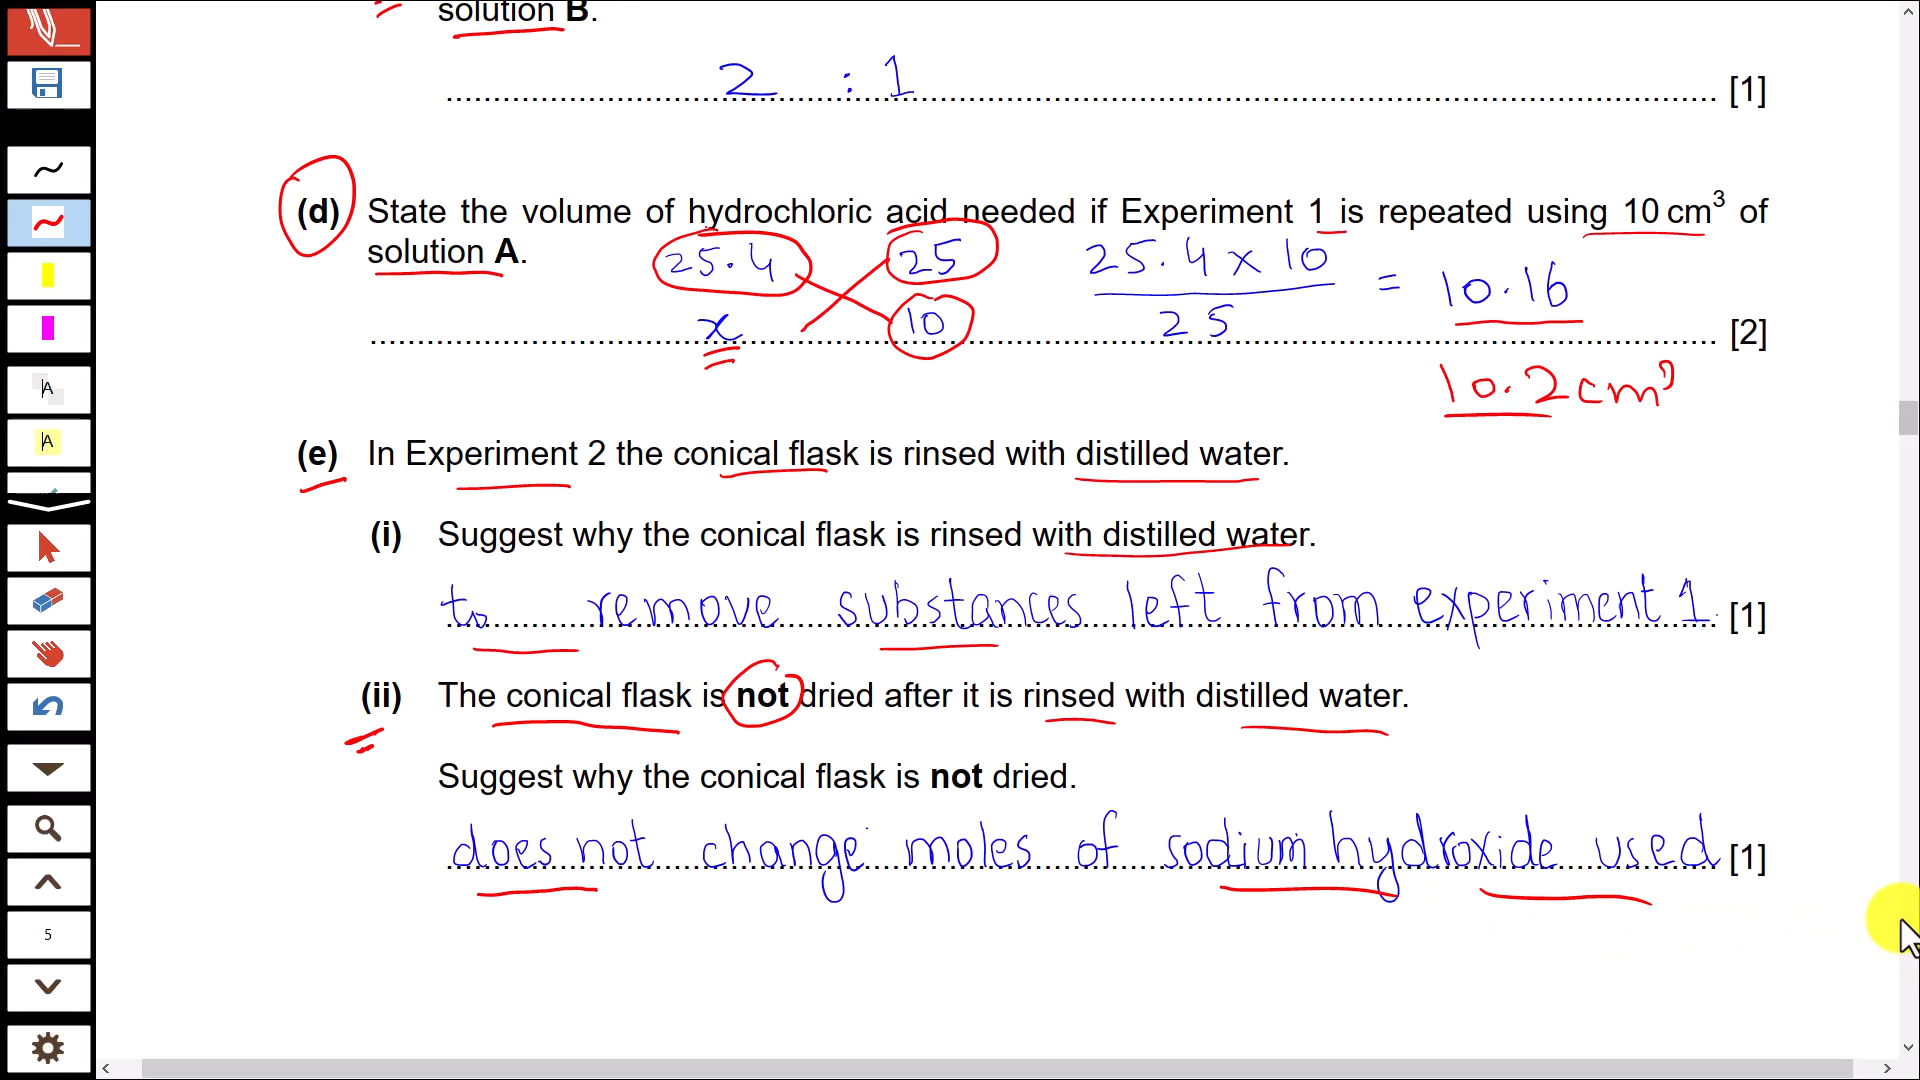 solution B.
2 : 1
[1]
(d) State the volume of hydrochloric acid needed if Experiment 1 is repeated using 10 cm³ of
solution A.
25.4 25 25.4 x 10
= 10.16
x 10 25
[2]
10.2 cm³
(e) In Experiment 2 the conical flask is rinsed with distilled water.
(i) Suggest why the conical flask is rinsed with distilled water.
to remove substances left from experiment 1. [1]
(ii) The conical flask is not dried after it is rinsed with distilled water.
Suggest why the conical flask is not dried.
does not change moles of sodium hydroxide used [1]
A
A
5